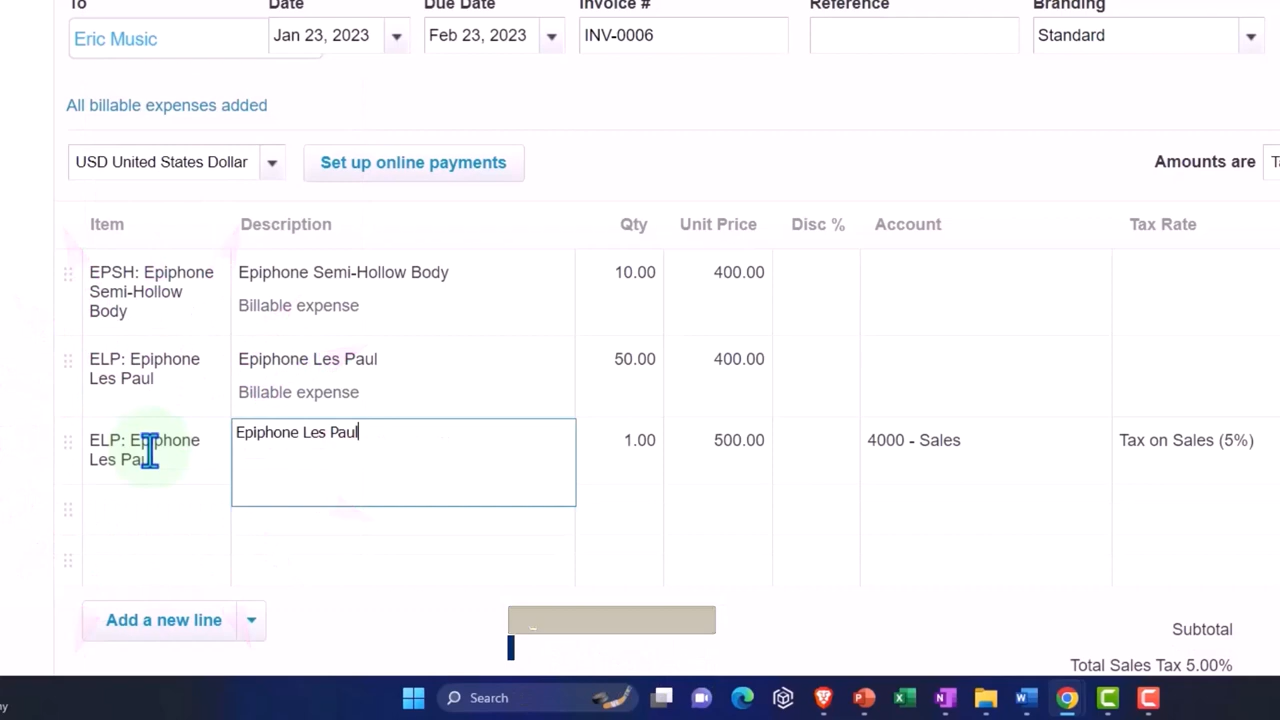 To Date Due Date Invoice # Reference Branding
Eric Music Jan 23, 2023 Feb 23, 2023 INV-0006 Standard
All billable expenses added
USD United States Dollar Set up online payments Amounts are
Item Description Qty Unit Price Disc % Account Tax Rate
EPSH: Epiphone Epiphone Semi-Hollow Body 10.00 400.00
Semi-Hollow
Body Billable expense
ELP: Epiphone Epiphone Les Paul 50.00 400.00
Les Paul
Billable expense
ELP: Epiphone Epiphone Les Paul 1.00 500.00 4000 - Sales Tax on Sales (5%)
Les Paul
Add a new line
Subtotal
Total Sales Tax 5.00%
Search